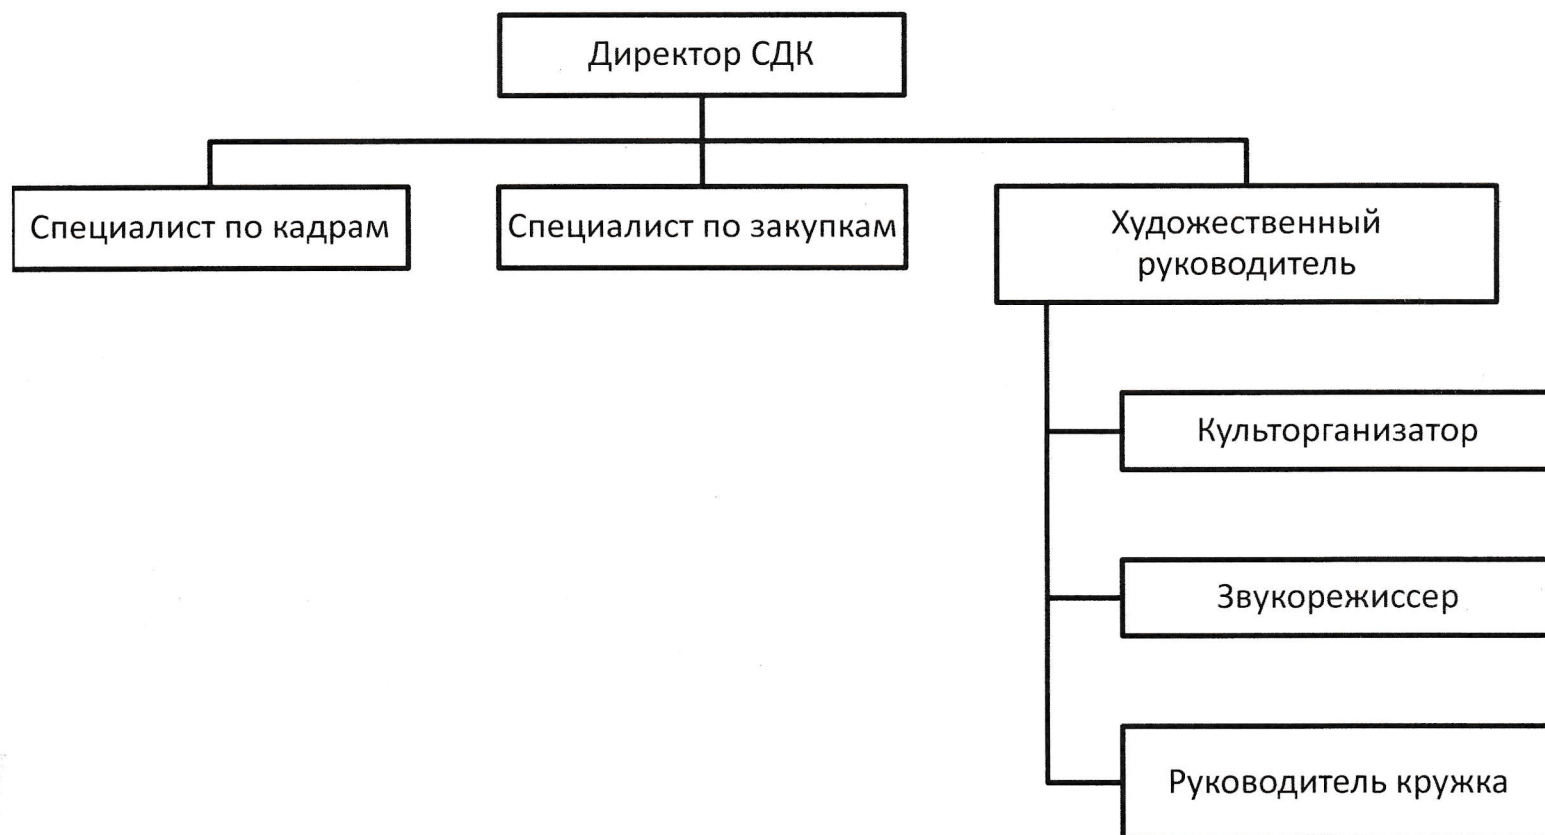 Директор СДК
Специалист по кадрам
Специалист по закупкам
Художественный
руководитель
Культорганизатор
Звукорежиссер
Руководитель кружка